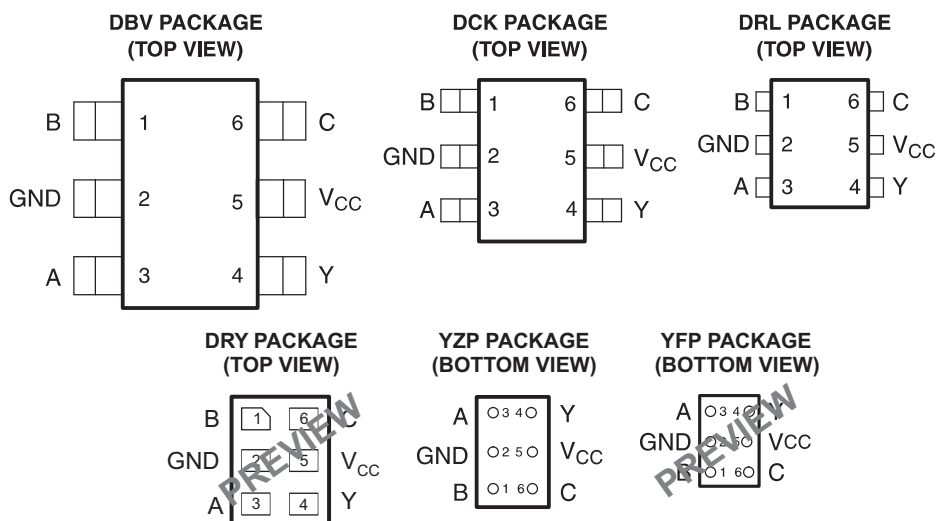 DBV PACKAGE
(TOP VIEW)
B 1 6 C
GND 2 5 VCC
A 3 4 Y
DCK PACKAGE
(TOP VIEW)
B 1 6 C
GND 2 5 VCC
A 3 4 Y
DRL PACKAGE
(TOP VIEW)
B 1 6 C
GND 2 5 VCC
A 3 4 Y
DRY PACKAGE
(TOP VIEW)
B 1 6 C
GND 2 5 VCC
A 3 4 Y
PREVIEW
YZP PACKAGE
(BOTTOM VIEW)
A 3 4 Y
GND 2 5 VCC
B 1 6 C
YFP PACKAGE
(BOTTOM VIEW)
A 3 4 Y
GND 2 5 VCC
B 1 6 C
PREVIEW